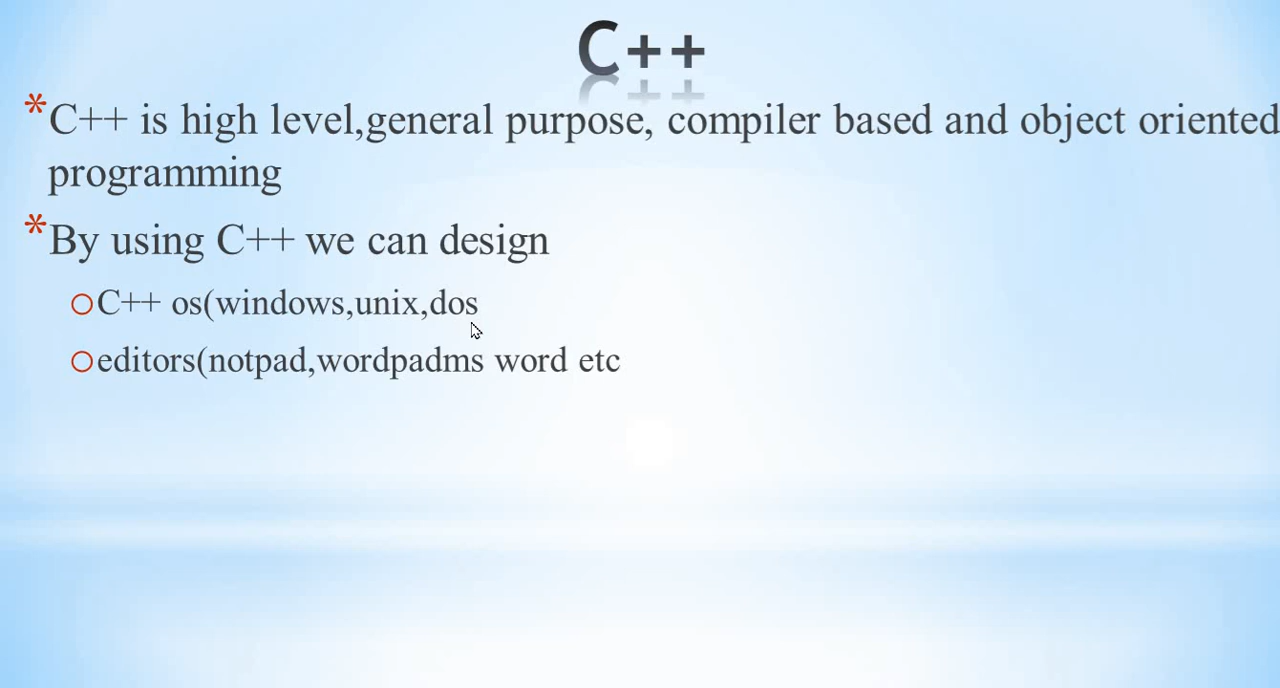 C++
*C++ is high level,general purpose, compiler based and object oriented
programming
*By using C++ we can design
○C++ os(windows,unix,dos
○editors(notpad,wordpadms word etc